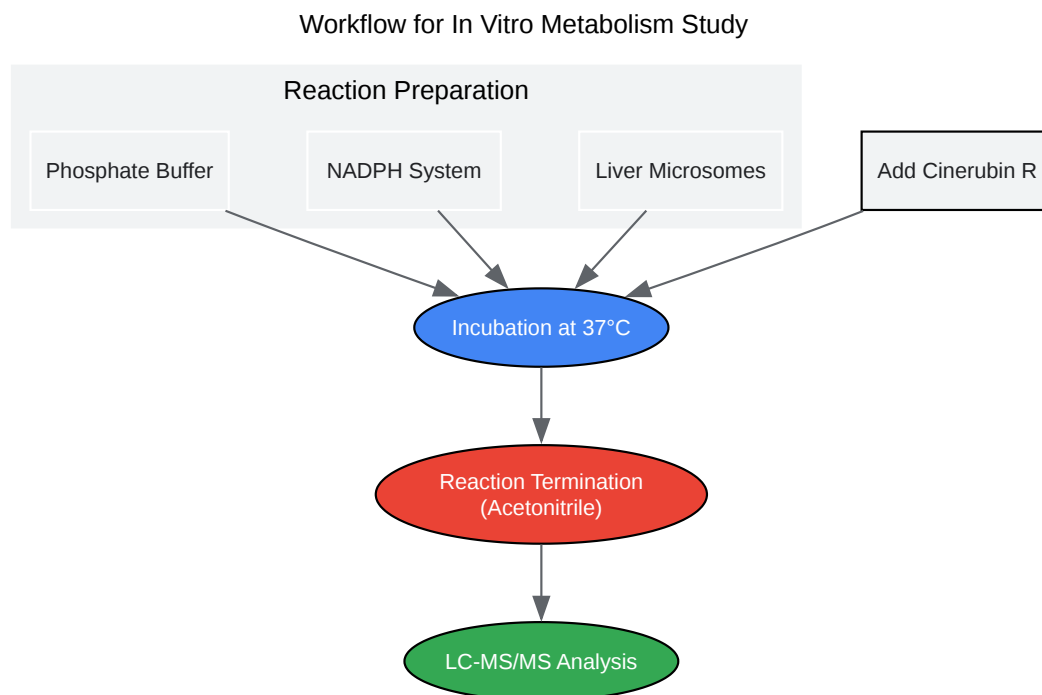 Workflow for In Vitro Metabolism Study
Reaction Preparation
Phosphate Buffer
NADPH System
Liver Microsomes
Add Cinerubin R
Incubation at 37°C
Reaction Termination
(Acetonitrile)
LC-MS/MS Analysis